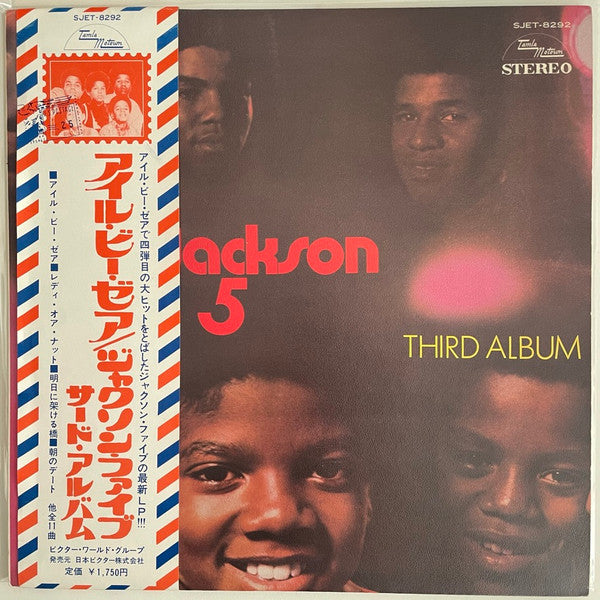 SJET-8292
Tamla
Motown
アイル・ビー・ゼア/ジャクソン・ファイブ
サード・アルバム
アイル・ビー・ゼアで四弾目の大ヒットをとばしたジャクソン・ファイブの最新LP!!!
■アイル・ビー・ゼア■レディ・オア・ナット■明日に架ける橋■朝のデート 他全11曲
ビクター・ワールド・グループ
発売元 日本ビクター株式会社
定価 ¥1,750円
SJET-8292
Tamla
Motown
STEREO
ackson
5
THIRD ALBUM